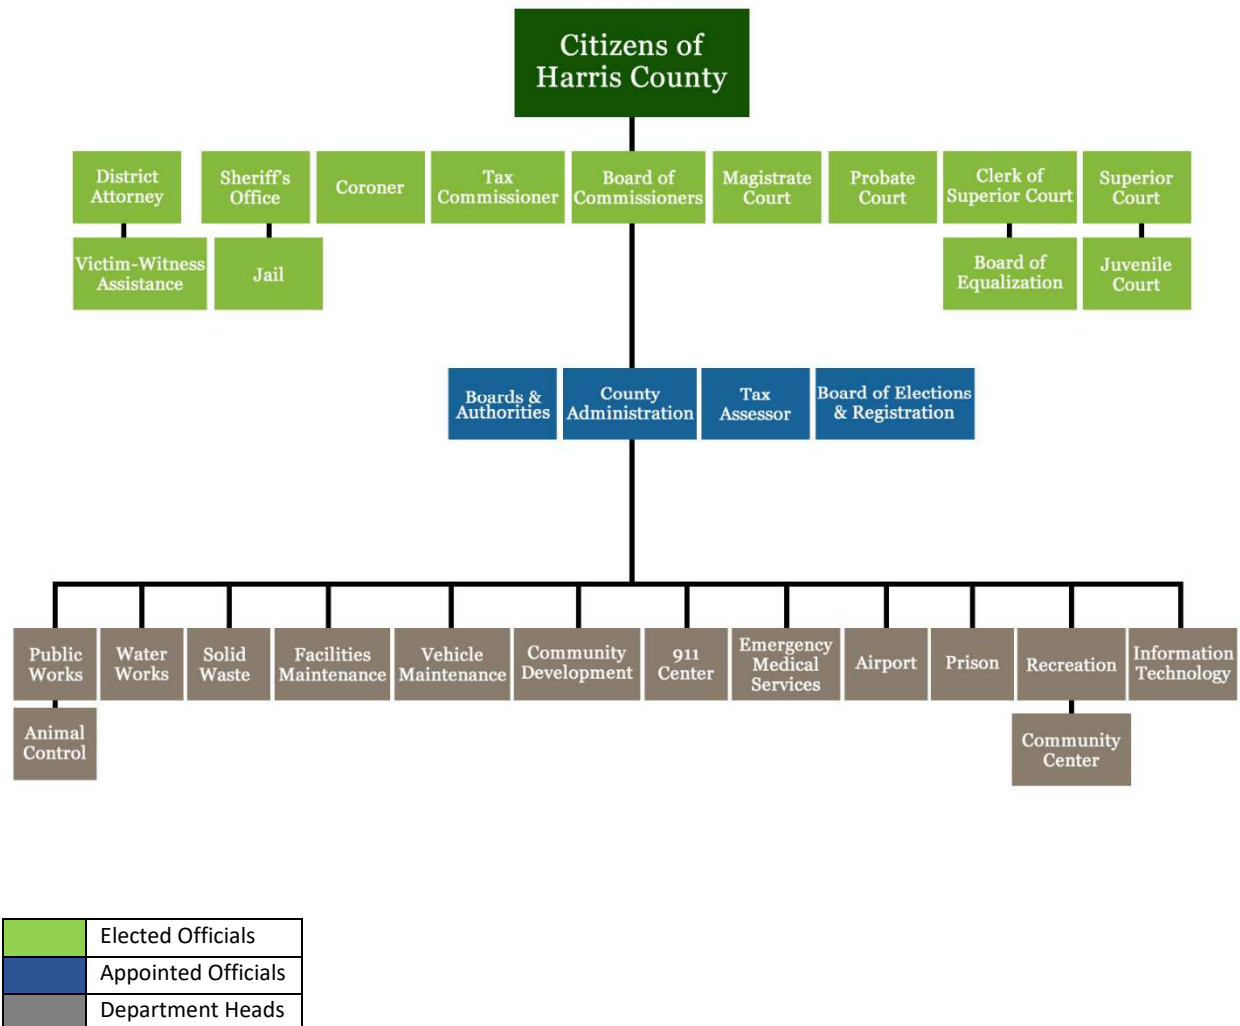 Citizens of
Harris County
District
Attorney
Sheriff's
Office
Coroner
Tax
Commissioner
Board of
Commissioners
Magistrate
Court
Probate
Court
Clerk of
Superior Court
Superior
Court
Victim-Witness
Assistance
Jail
Board of
Equalization
Juvenile
Court
Boards &
Authorities
County
Administration
Tax
Assessor
Board of Elections
& Registration
Public
Works
Water
Works
Solid
Waste
Facilities
Maintenance
Vehicle
Maintenance
Community
Development
911
Center
Emergency
Medical
Services
Airport
Prison
Recreation
Information
Technology
Animal
Control
Community
Center
Elected Officials
Appointed Officials
Department Heads